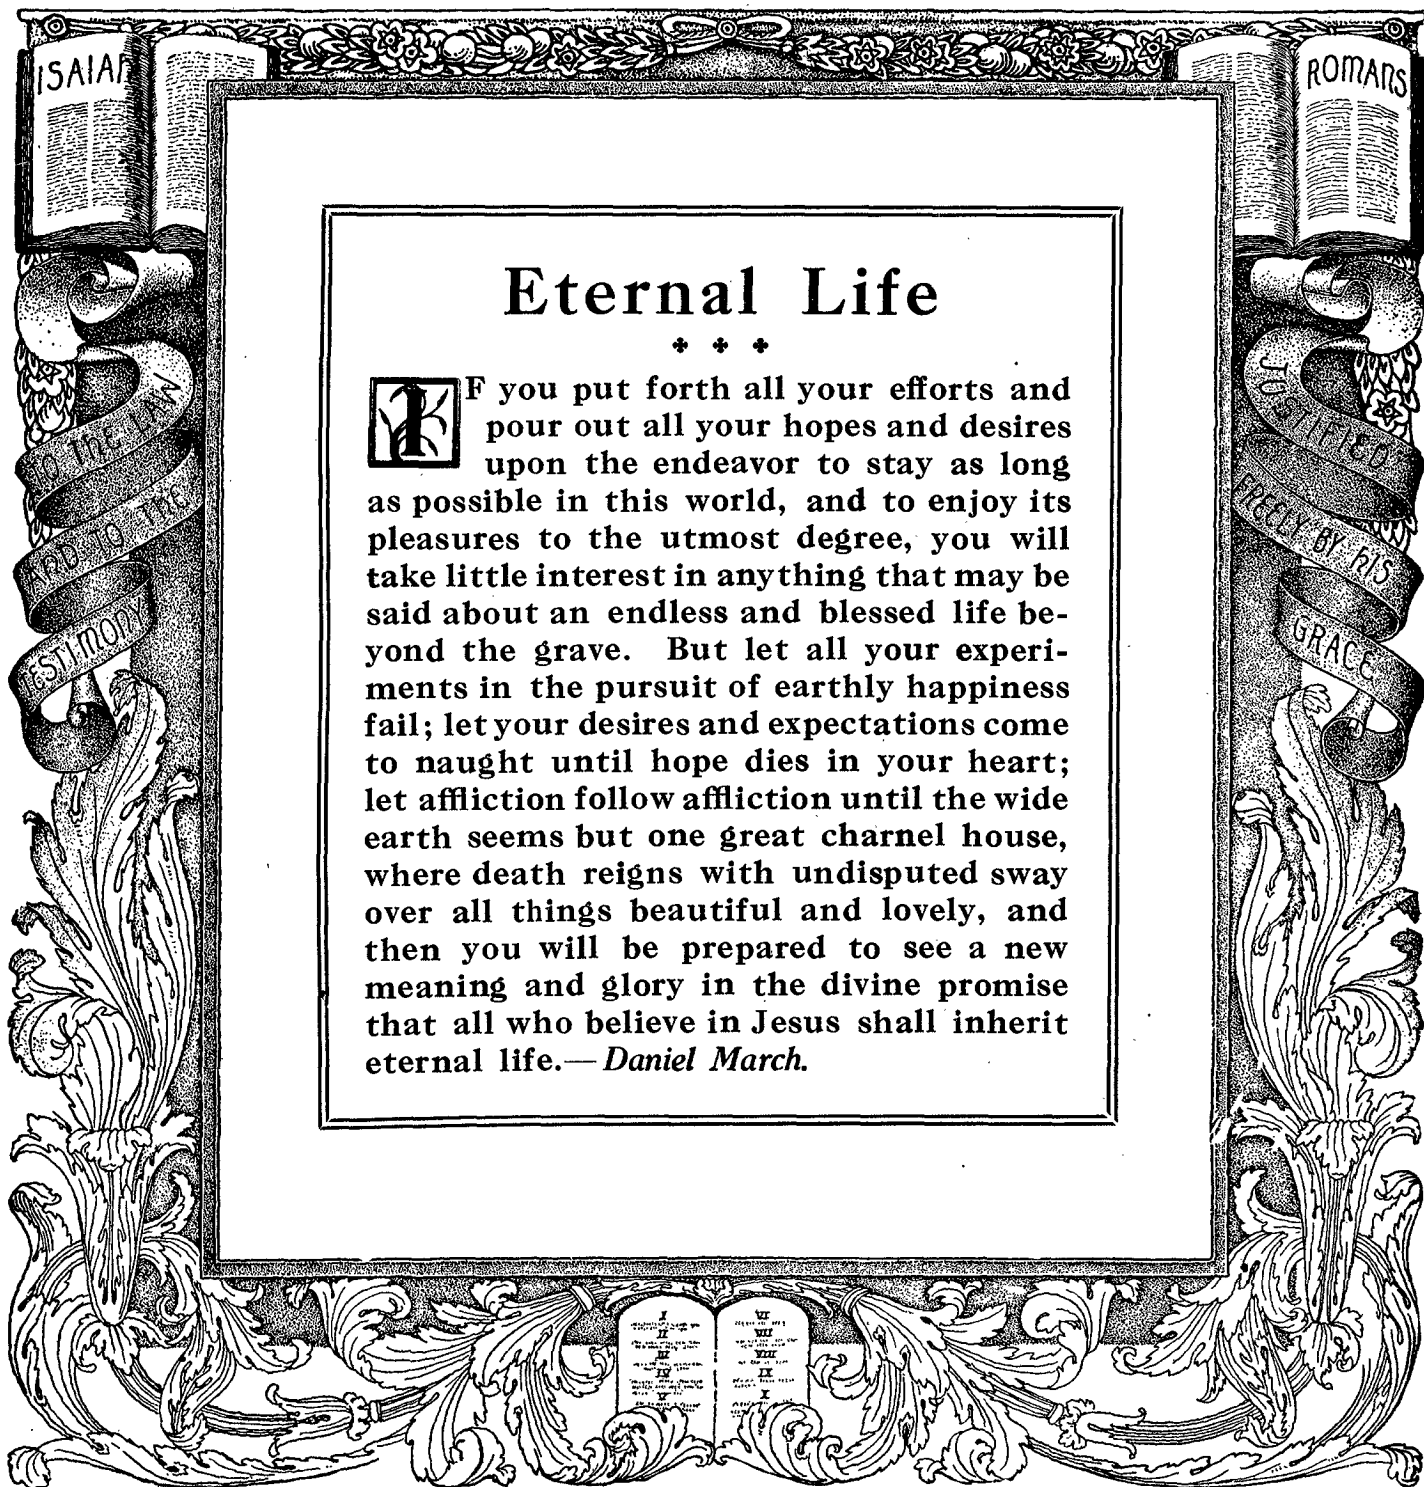 ISAIAH
ROMANS
TO THE LAW
AND TO THE
TESTIMONY
JUSTIFIED
FREELY BY HIS
GRACE
Eternal Life
IF you put forth all your efforts and
pour out all your hopes and desires
upon the endeavor to stay as long
as possible in this world, and to enjoy its
pleasures to the utmost degree, you will
take little interest in anything that may be
said about an endless and blessed life be-
yond the grave. But let all your experi-
ments in the pursuit of earthly happiness
fail; let your desires and expectations come
to naught until hope dies in your heart;
let affliction follow affliction until the wide
earth seems but one great charnel house,
where death reigns with undisputed sway
over all things beautiful and lovely, and
then you will be prepared to see a new
meaning and glory in the divine promise
that all who believe in Jesus shall inherit
eternal life.—Daniel March.
I
II
III
IV
V
VI
VII
VIII
IX
X